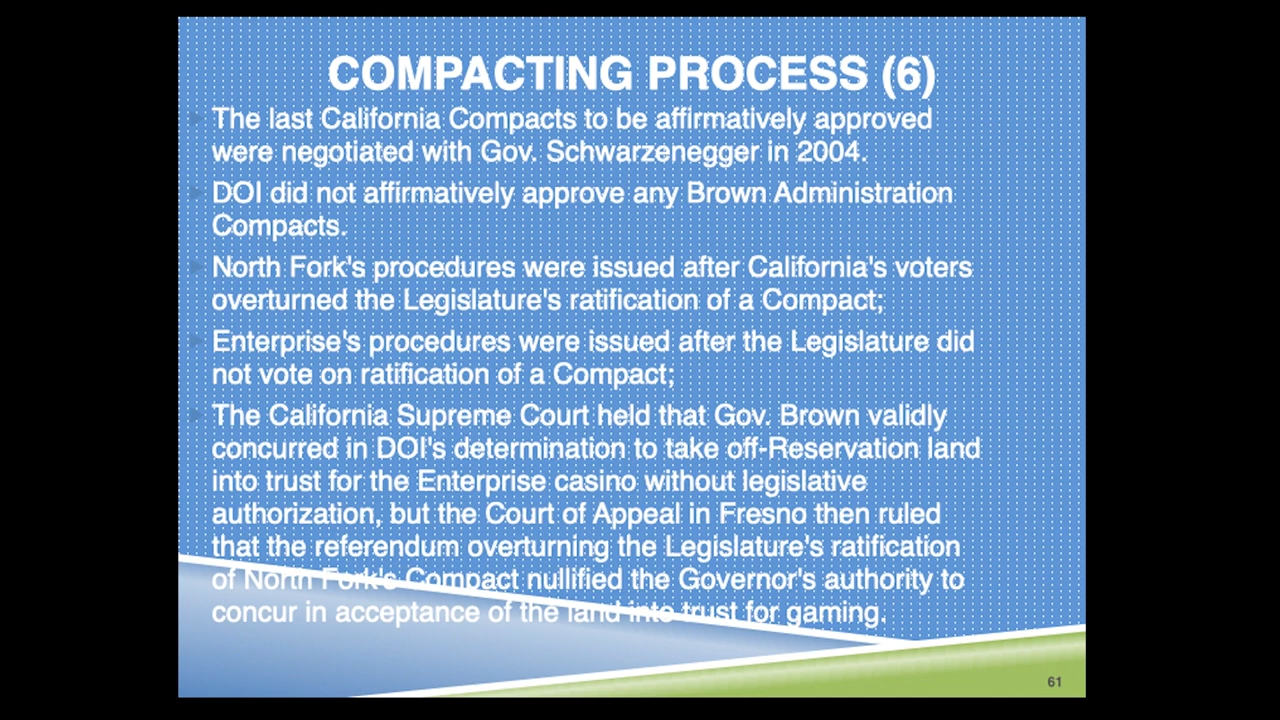 COMPACTING PROCESS (6)
The last California Compacts to be affirmatively approved
were negotiated with Gov. Schwarzenegger in 2004.
DOI did not affirmatively approve any Brown Administration
Compacts.
North Fork's procedures were issued after California's voters
overturned the Legislature's ratification of a Compact;
Enterprise's procedures were issued after the Legislature did
not vote on ratification of a Compact;
The California Supreme Court held that Gov. Brown validly
concurred in DOI's determination to take off-Reservation land
into trust for the Enterprise casino without legislative
authorization, but the Court of Appeal in Fresno then ruled
that the referendum overturning the Legislature's ratification
of North Fork's Compact nullified the Governor's authority to
concur in acceptance of the land into trust for gaming.
61